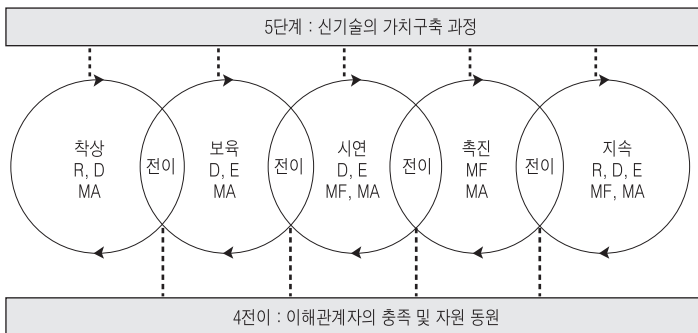 5단계 : 신기술의 가치구축 과정
착상
R, D
MA
전이
보육
D, E
MA
전이
시연
D, E
MF, MA
전이
촉진
MF
MA
전이
지속
R, D, E
MF, MA
4전이 : 이해관계자의 충족 및 자원 동원